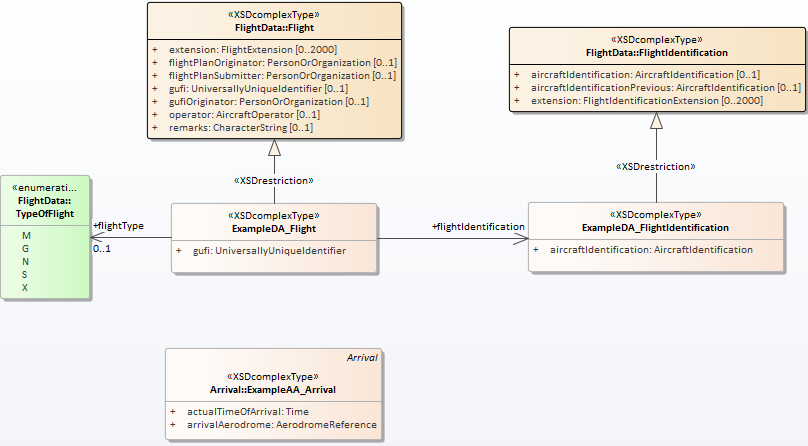 «XSDcomplexType»
FlightData::Flight
+ extension: FlightExtension [0..2000]
+ flightPlanOriginator: PersonOrOrganization [0..1]
+ flightPlanSubmitter: PersonOrOrganization [0..1]
+ gufi: UniversallyUniqueIdentifier [0..1]
+ gufiOriginator: PersonOrOrganization [0..1]
+ operator: AircraftOperator [0..1]
+ remarks: CharacterString [0..1]
«XSDcomplexType»
FlightData::FlightIdentification
+ aircraftIdentification: AircraftIdentification [0..1]
+ aircraftIdentificationPrevious: AircraftIdentification [0..1]
+ extension: FlightIdentificationExtension [0..2000]
«XSDrestriction»
«XSDrestriction»
«enumerati...
FlightData::
TypeOfFlight
M
G
N
S
X
+flightType
0..1
«XSDcomplexType»
ExampleDA_Flight
+ gufi: UniversallyUniqueIdentifier
+flightIdentification
«XSDcomplexType»
ExampleDA_FlightIdentification
+ aircraftIdentification: AircraftIdentification
Arrival
«XSDcomplexType»
Arrival::ExampleAA_Arrival
+ actualTimeOfArrival: Time
+ arrivalAerodrome: AerodromeReference